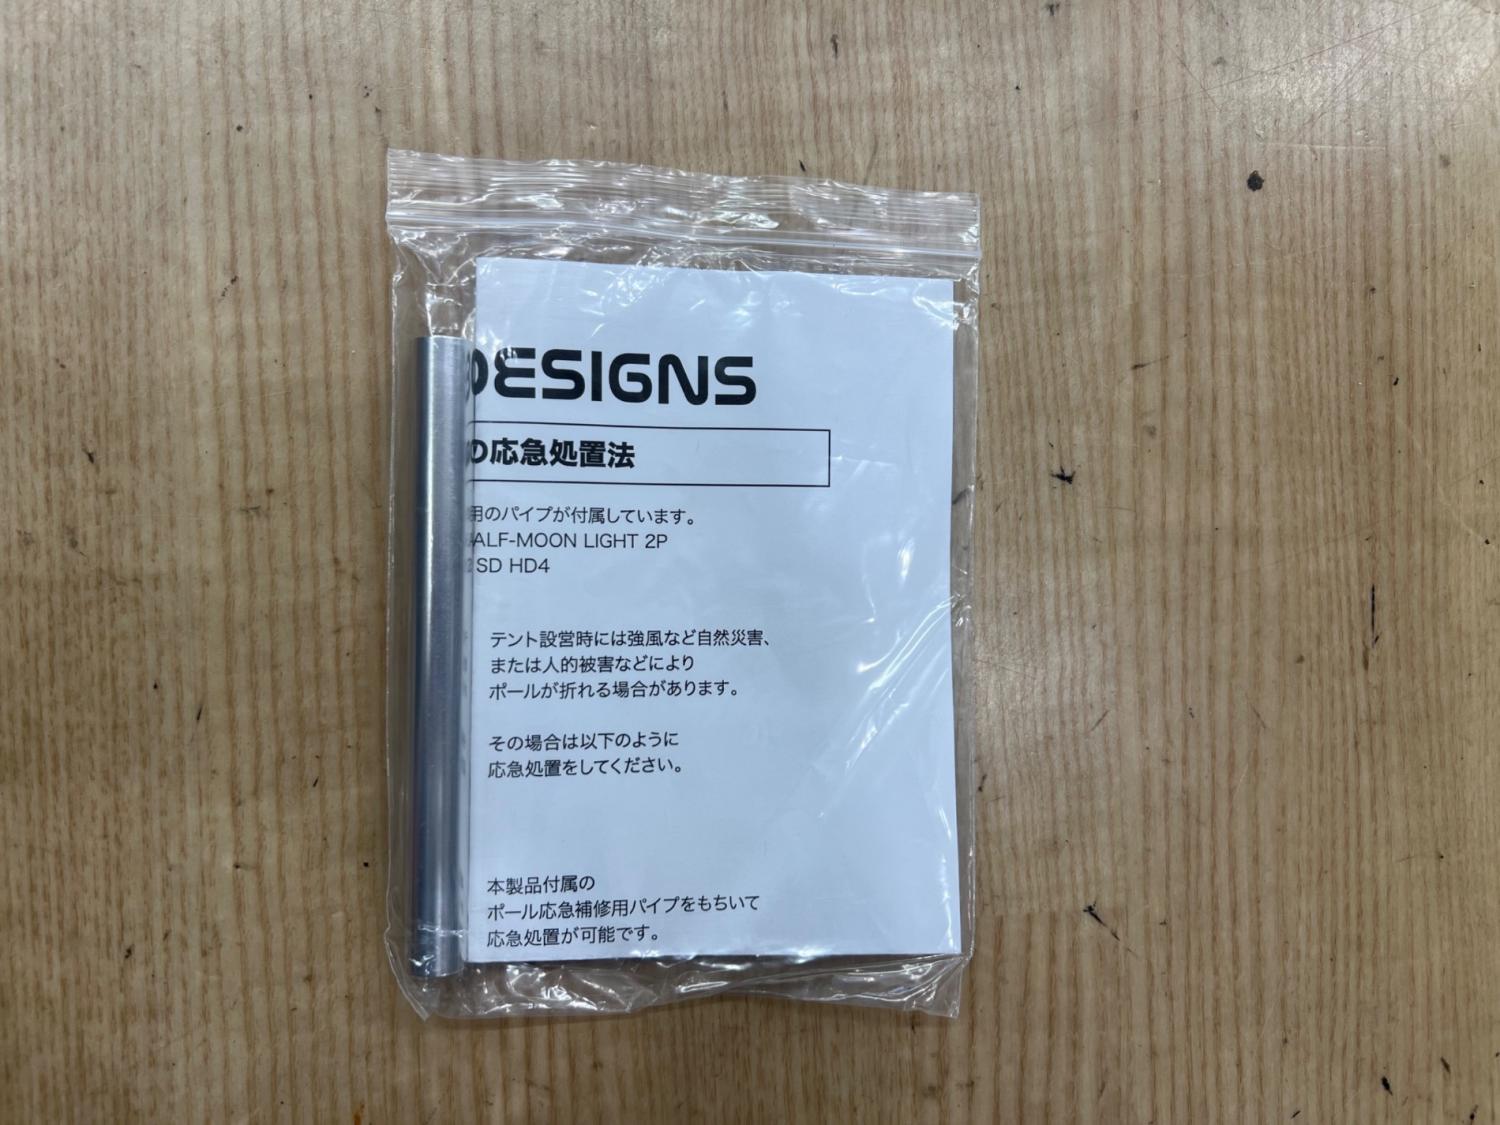 DESIGNS
の応急処置法
用のパイプが付属しています。
ALF-MOON LIGHT 2P
2 SD HD4
テント設営時には強風など自然災害、
または人的被害などにより
ポールが折れる場合があります。
その場合は以下のように
応急処置をしてください。
本製品付属の
ポール応急補修用パイプをもちいて
応急処置が可能です。